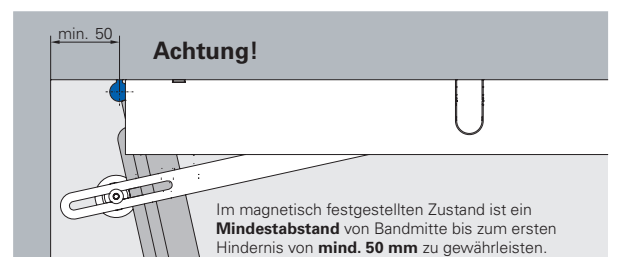 min. 50
Achtung!
Im magnetisch festgestellten Zustand ist ein
Mindestabstand von Bandmitte bis zum ersten
Hindernis von mind. 50 mm zu gewährleisten.